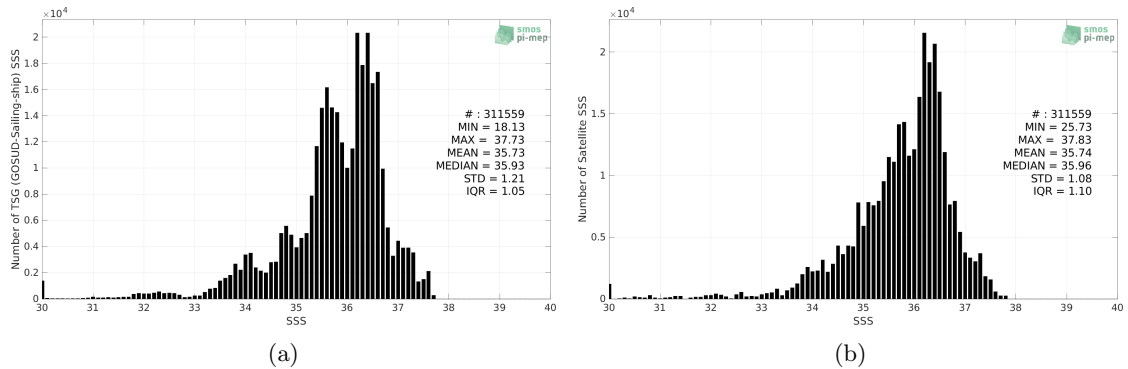 ×10⁴
smos
pi-mep
Number of TSG (GOSUD-Sailing-ship) SSS
2
1.8
1.6
1.4
1.2
1
0.8
0.6
0.4
0.2
0
# : 311559
MIN = 18.13
MAX = 37.73
MEAN = 35.73
MEDIAN = 35.93
STD = 1.21
IQR = 1.05
30 31 32 33 34 35 36 37 38 39 40
SSS
(a)
×10⁴
smos
pi-mep
Number of Satellite SSS
2
1.5
1
0.5
0
# : 311559
MIN = 25.73
MAX = 37.83
MEAN = 35.74
MEDIAN = 35.96
STD = 1.08
IQR = 1.10
30 31 32 33 34 35 36 37 38 39 40
SSS
(b)